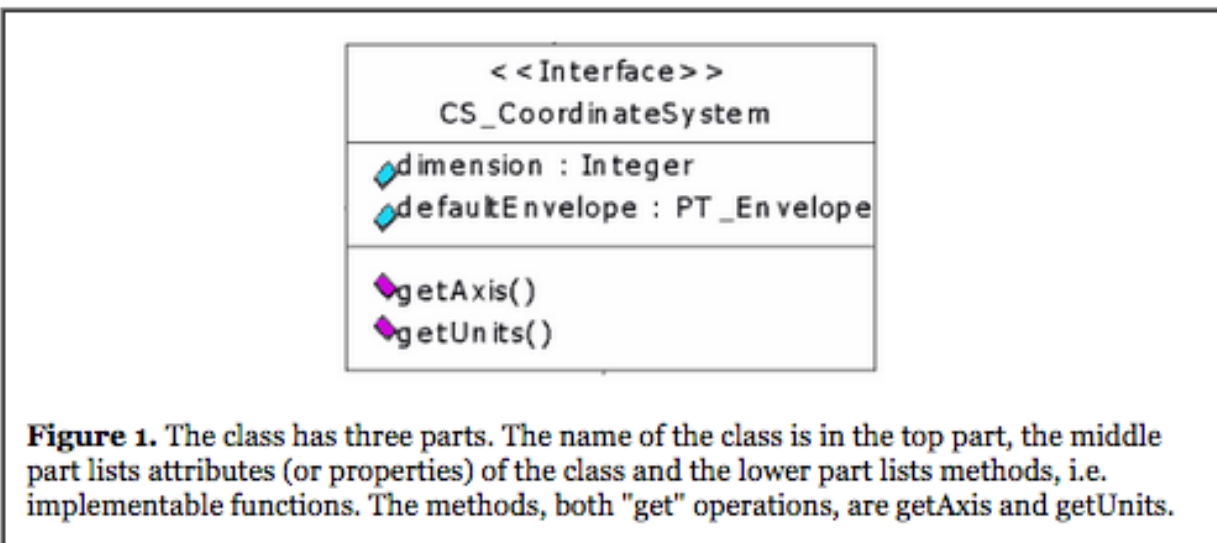 <<Interface>>
CS_CoordinateSystem
dimension : Integer
defaultEnvelope : PT_Envelope
getAxis()
getUnits()
Figure 1. The class has three parts. The name of the class is in the top part, the middle
part lists attributes (or properties) of the class and the lower part lists methods, i.e.
implementable functions. The methods, both "get" operations, are getAxis and getUnits.